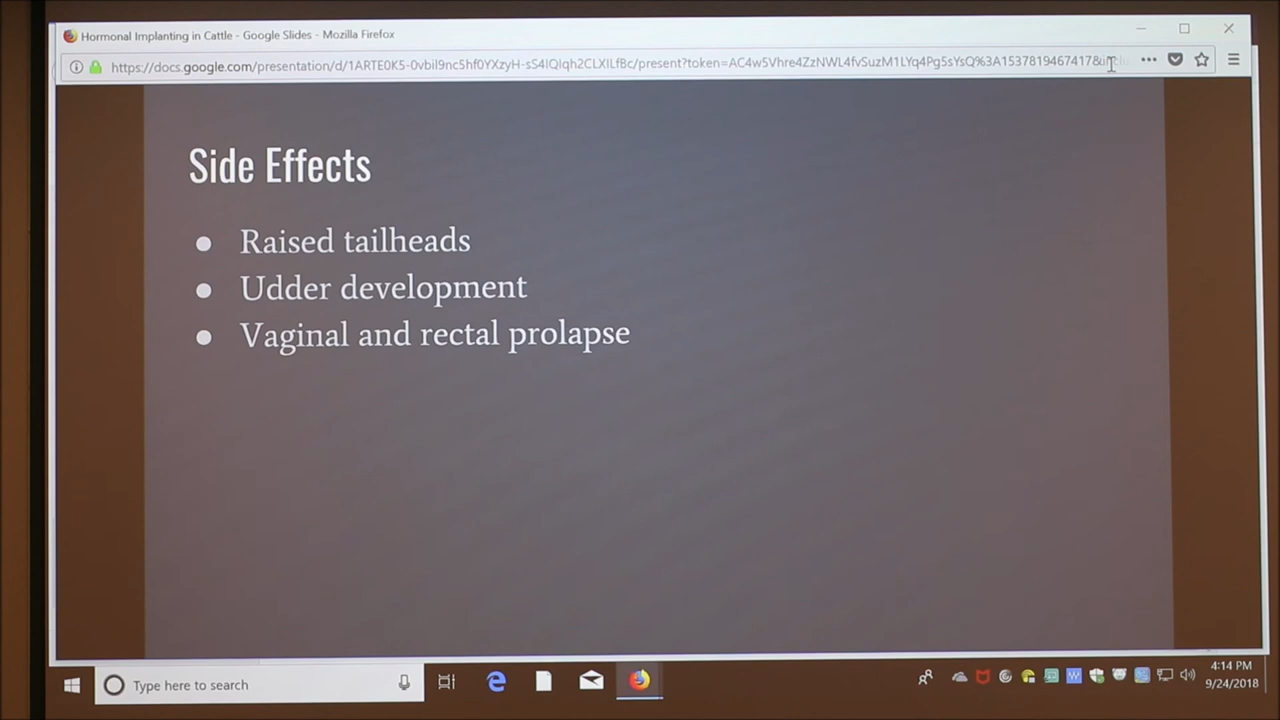 Hormonal Implanting in Cattle - Google Slides - Mozilla Firefox
Side Effects
● Raised tailheads
● Udder development
● Vaginal and rectal prolapse
Type here to search
4:14 PM
9/24/2018